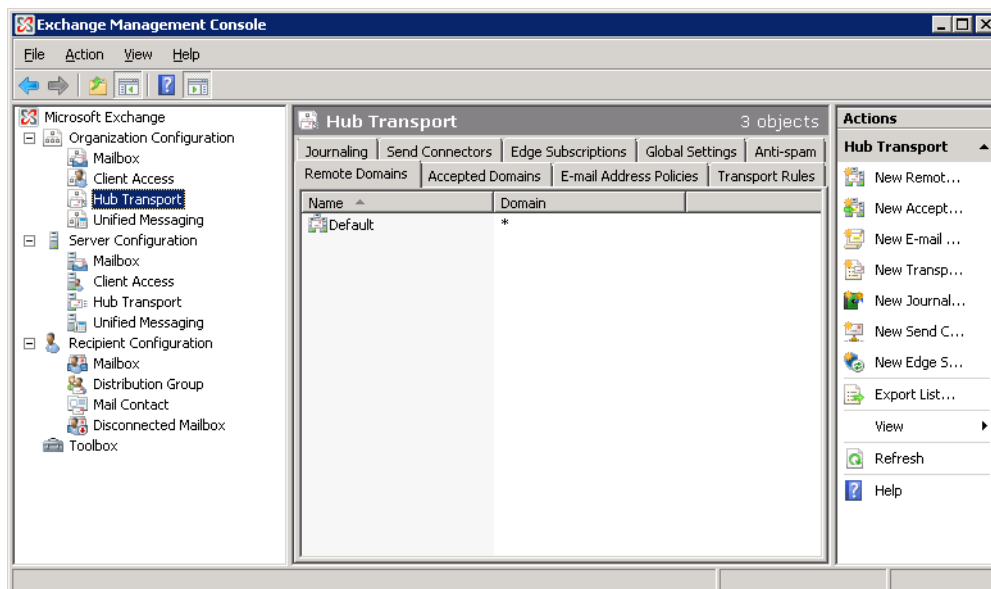 Exchange Management Console
File Action View Help
Microsoft Exchange
Organization Configuration
Mailbox
Client Access
Hub Transport
Unified Messaging
Server Configuration
Mailbox
Client Access
Hub Transport
Unified Messaging
Recipient Configuration
Mailbox
Distribution Group
Mail Contact
Disconnected Mailbox
Toolbox
Hub Transport 3 objects
Journaling Send Connectors Edge Subscriptions Global Settings Anti-spam
Remote Domains Accepted Domains E-mail Address Policies Transport Rules
Name Domain
Default *
Actions
Hub Transport
New Remot...
New Accept...
New E-mail ...
New Transp...
New Journal...
New Send C...
New Edge S...
Export List...
View
Refresh
Help